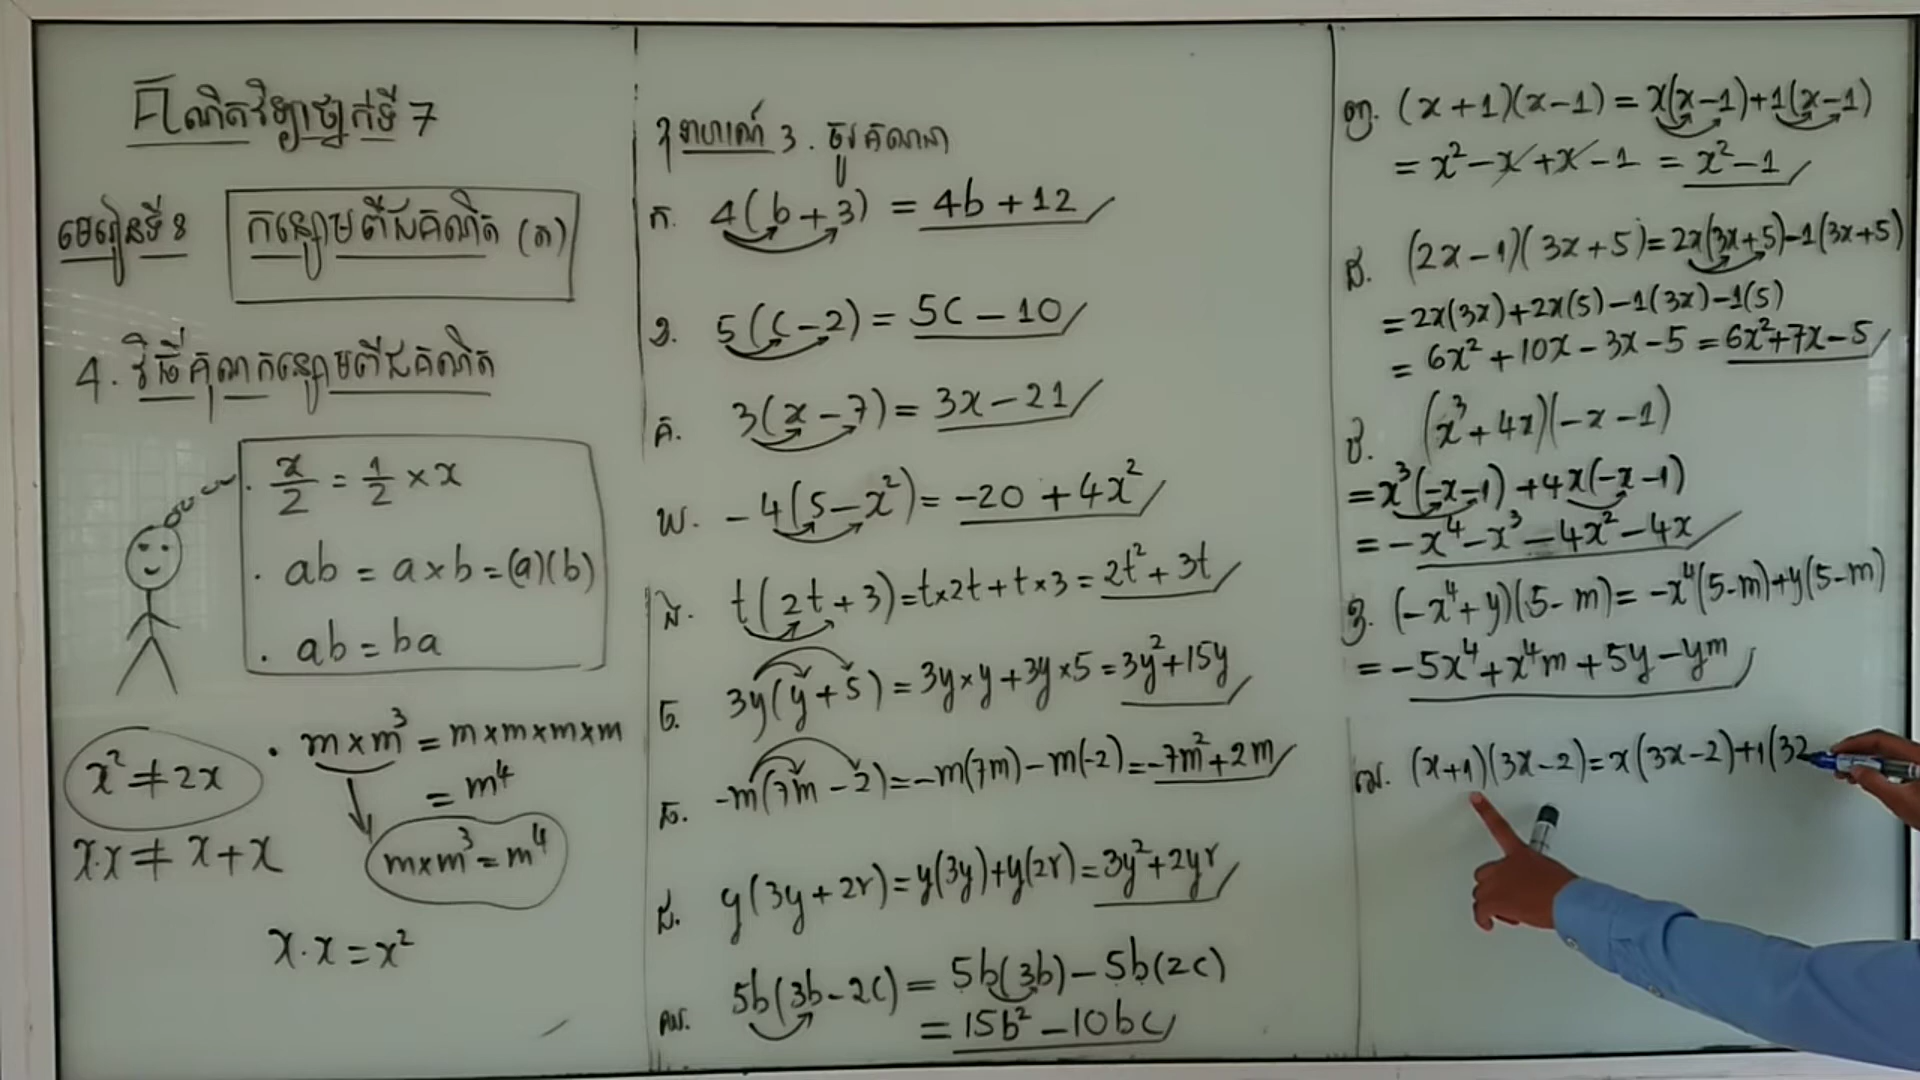 គណិតវិទ្យាថ្នាក់ទី 7
មេរៀនទី 8 កន្សោមពីជគណិត (ត)
4. វិធីគុណកន្សោមពីជគណិត
. x/2 = 1/2 × x
. ab = a×b = (a)(b)
. ab = ba
x² ≠ 2x
x.x ≠ x+x
. m×m³ = m×m×m×m
= m⁴
m×m³ = m⁴
x.x = x²
ឧទាហរណ៍ 3. ចូរគណនា
ក. 4(b+3) = 4b+12
ខ. 5(c-2) = 5c-10
គ. 3(x-7) = 3x-21
ឃ. -4(5-x²) = -20+4x²
ង. t(2t+3) = t×2t+t×3 = 2t²+3t
ច. 3y(y+5) = 3y×y+3y×5 = 3y²+15y
ឆ. -m(7m-2) = -m(7m)-m(-2) = -7m²+2m
ជ. y(3y+2r) = y(3y)+y(2r) = 3y²+2yr
ឈ. 5b(3b-2c) = 5b(3b)-5b(2c)
= 15b²-10bc
ញ. (x+1)(x-1) = x(x-1)+1(x-1)
= x²-x+x-1 = x²-1
ដ. (2x-1)(3x+5) = 2x(3x+5)-1(3x+5)
= 2x(3x)+2x(5)-1(3x)-1(5)
= 6x²+10x-3x-5 = 6x²+7x-5
ឋ. (x³+4x)(-x-1)
= x³(-x-1)+4x(-x-1)
= -x⁴-x³-4x²-4x
ឌ. (-x⁴+y)(5-m) = -x⁴(5-m)+y(5-m)
= -5x⁴+x⁴m+5y-ym
ឍ. (x+1)(3x-2) = x(3x-2)+1(3